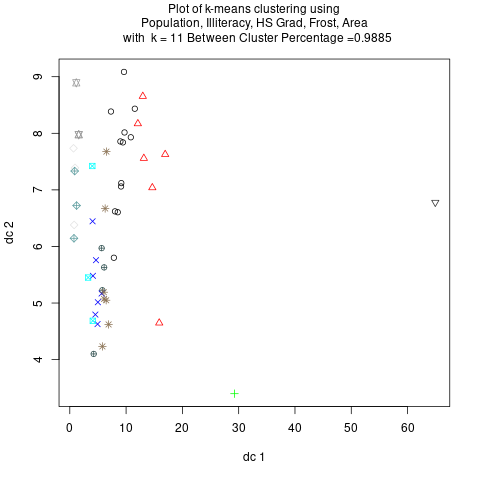 Plot of k-means clustering using
Population, Illiteracy, HS Grad, Frost, Area
with  k = 11 Between Cluster Percentage =0.9885
9
8
7
6
5
4
dc 2
0 10 20 30 40 50 60
dc 1